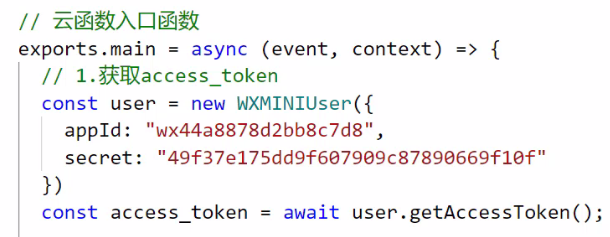 // 云函数入口函数
exports.main = async (event, context) => {
// 1.获取access_token
const user = new WXMINIUser({
appId: "wx44a8878d2bb8c7d8",
secret: "49f37e175dd9f607909c87890669f10f"
})
const access_token = await user.getAccessToken();